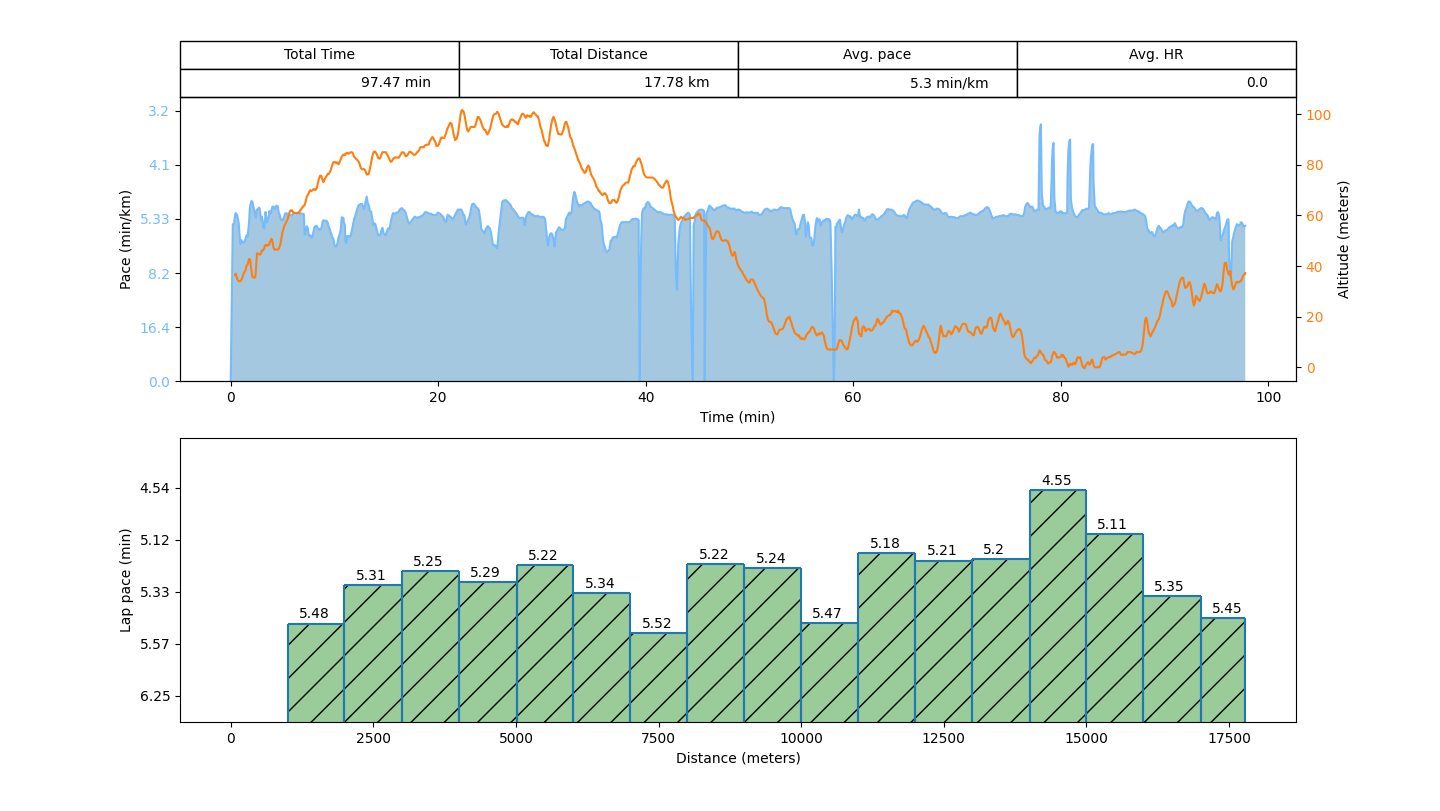 Total Time Total Distance Avg. pace Avg. HR
97.47 min 17.78 km 5.3 min/km 0.0
3.2
4.1
5.33
8.2
16.4
0.0
Pace (min/km)
100
80
60
40
20
0
Altitude (meters)
0 20 40 60 80 100
Time (min)
4.54
5.12
5.33
5.57
6.25
Lap pace (min)
5.48 5.31 5.25 5.29 5.22 5.34 5.52 5.22 5.24 5.47 5.18 5.21 5.2 4.55 5.11 5.35 5.45
0 2500 5000 7500 10000 12500 15000 17500
Distance (meters)